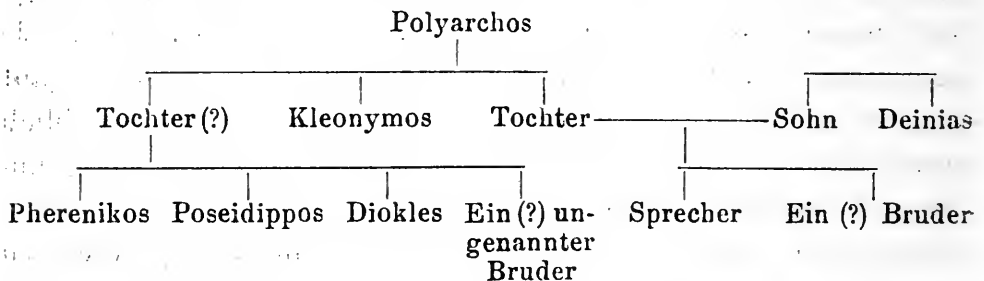 Polyarchos
Tochter (?) Kleonymos Tochter Sohn Deinias
Pherenikos Poseidippos Diokles Ein (?) un- Sprecher Ein (?) Bruder
genannter
Bruder